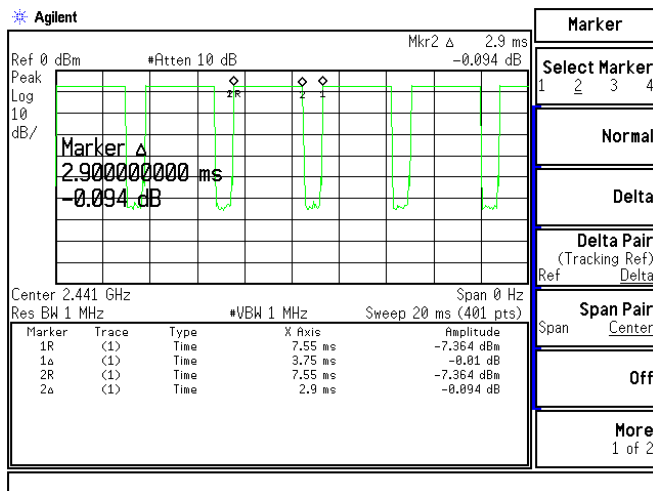 Agilent
Marker
Mkr2 Δ 2.9 ms
Ref 0 dBm #Atten 10 dB -0.094 dB
Peak
Log
10
dB/
2R 2 1
Marker Δ
2.900000000 ms
-0.094 dB
Center 2.441 GHz Span 0 Hz
Res BW 1 MHz #VBW 1 MHz Sweep 20 ms (401 pts)
Marker Trace Type X Axis Amplitude
1R (1) Time 7.55 ms -7.364 dBm
1Δ (1) Time 3.75 ms -0.01 dB
2R (1) Time 7.55 ms -7.364 dBm
2Δ (1) Time 2.9 ms -0.094 dB
Select Marker
1 2 3 4
Normal
Delta
Delta Pair
(Tracking Ref)
Ref Delta
Span Pair
Span Center
Off
More
1 of 2